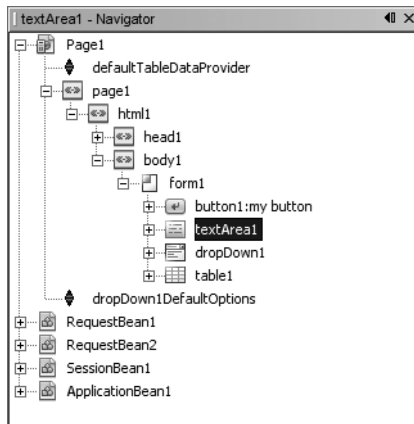 textArea1 - Navigator
Page1
defaultTableDataProvider
page1
html1
head1
body1
form1
button1:my button
textArea1
dropDown1
table1
dropDown1DefaultOptions
RequestBean1
RequestBean2
SessionBean1
ApplicationBean1